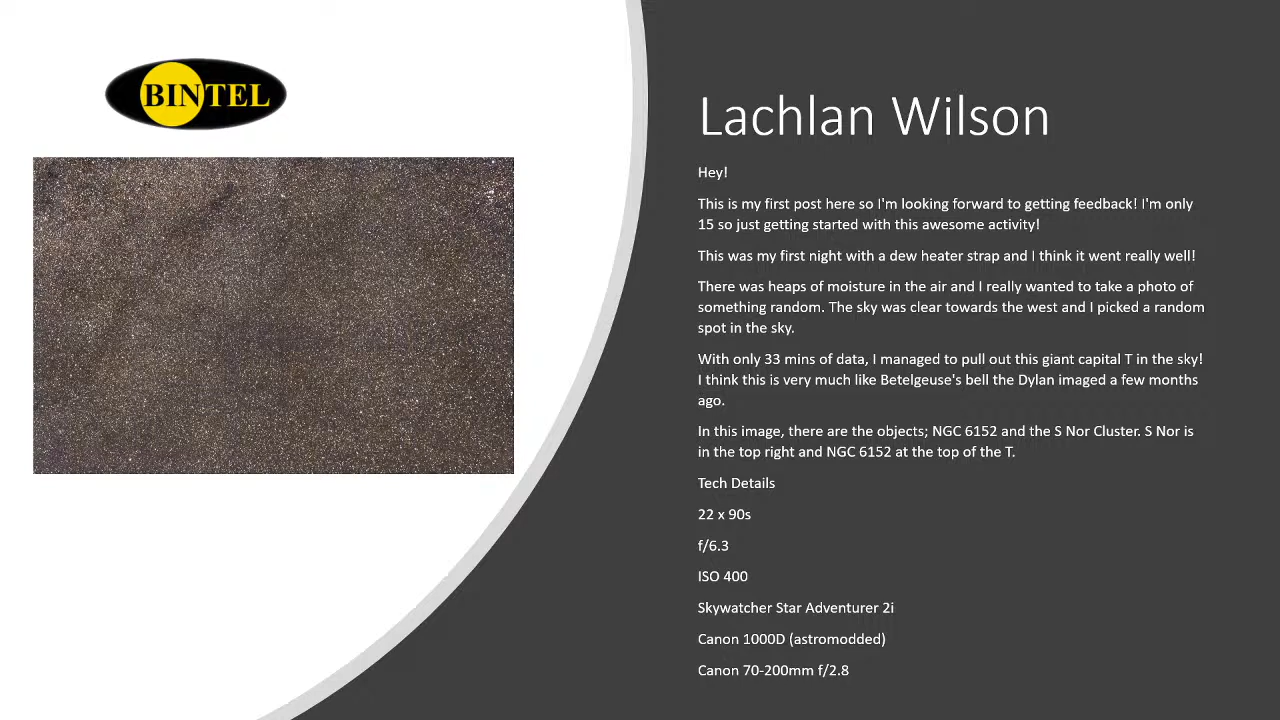 BINTEL
Lachlan Wilson
Hey!
This is my first post here so I'm looking forward to getting feedback! I'm only
15 so just getting started with this awesome activity!
This was my first night with a dew heater strap and I think it went really well!
There was heaps of moisture in the air and I really wanted to take a photo of
something random. The sky was clear towards the west and I picked a random
spot in the sky.
With only 33 mins of data, I managed to pull out this giant capital T in the sky!
I think this is very much like Betelgeuse's bell the Dylan imaged a few months
ago.
In this image, there are the objects; NGC 6152 and the S Nor Cluster. S Nor is
in the top right and NGC 6152 at the top of the T.
Tech Details
22 x 90s
f/6.3
ISO 400
Skywatcher Star Adventurer 2i
Canon 1000D (astromodded)
Canon 70-200mm f/2.8